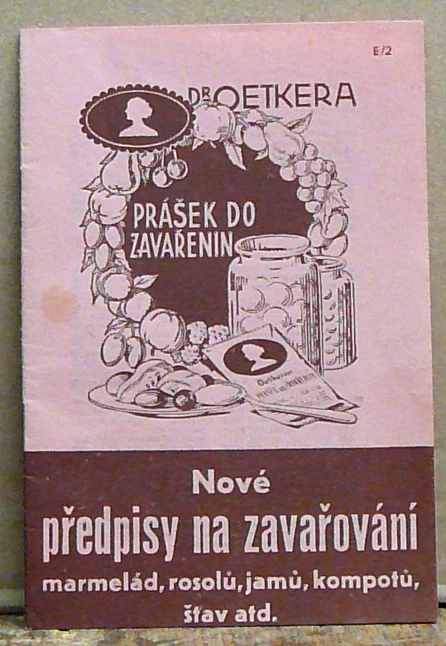 E/2
DR OETKERA
PRÁŠEK DO
ZAVAŘENIN
Nové
předpisy na zavařování
marmelád, rosolů, jamů, kompotů,
šťav atd.